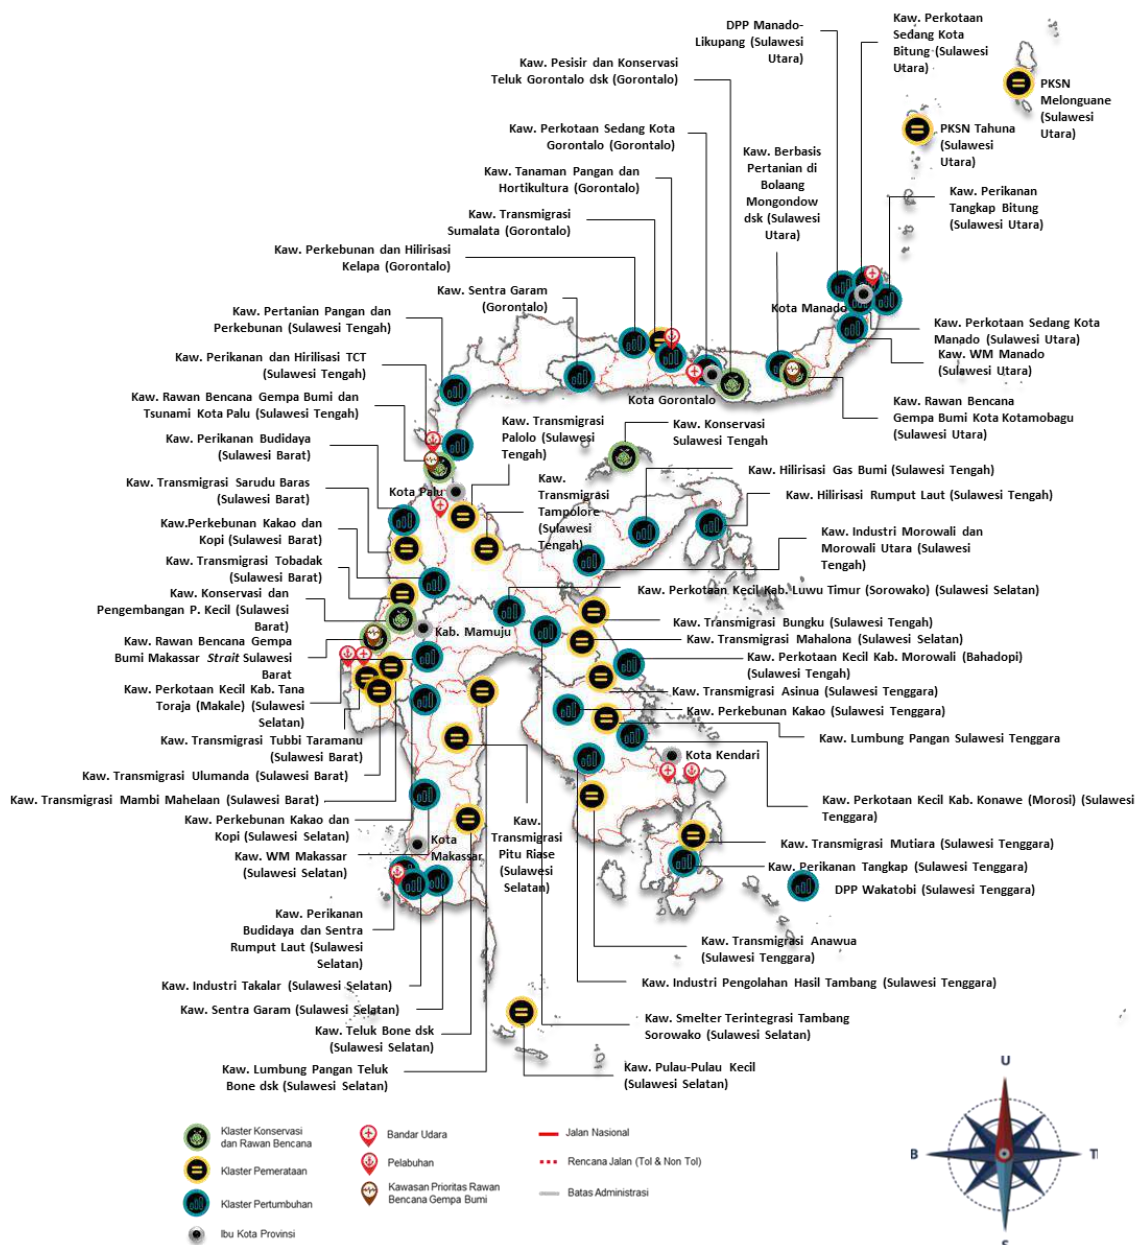 DPP Manado-
Likupang (Sulawesi
Utara)
Kaw. Perkotaan
Sedang Kota
Bitung (Sulawesi
Utara)
Kaw. Pesisir dan Konservasi
Teluk Gorontalo dsk (Gorontalo)
PKSN
Melonguane
(Sulawesi
Utara)
PKSN Tahuna
(Sulawesi
Utara)
Kaw. Perkotaan Sedang Kota
Gorontalo (Gorontalo)
Kaw. Berbasis
Pertanian di
Bolaang
Mongondow
dsk (Sulawesi
Utara)
Kaw. Tanaman Pangan dan
Hortikultura (Gorontalo)
Kaw. Perikanan
Tangkap Bitung
(Sulawesi Utara)
Kaw. Transmigrasi
Sumalata (Gorontalo)
Kaw. Perkebunan dan Hilirisasi
Kelapa (Gorontalo)
Kaw. Sentra Garam
(Gorontalo)
Kota Manado
Kaw. Pertanian Pangan dan
Perkebunan (Sulawesi Tengah)
Kaw. Perkotaan Sedang Kota
Manado (Sulawesi Utara)
Kaw. WM Manado
(Sulawesi
Utara)
Kaw. Perikanan dan Hirilisasi TCT
(Sulawesi Tengah)
Kota Gorontalo
Kaw. Rawan Bencana Gempa Bumi dan
Tsunami Kota Palu (Sulawesi Tengah)
Kaw. Rawan Bencana
Gempa Bumi Kota Kotamobagu
(Sulawesi Utara)
Kaw. Transmigrasi
Palolo (Sulawesi
Tengah)
Kaw. Konservasi
Sulawesi Tengah
Kaw. Perikanan Budidaya
(Sulawesi Barat)
Kaw. Hilirisasi Gas Bumi (Sulawesi Tengah)
Kaw. Transmigrasi Sarudu Baras
(Sulawesi Barat)
Kota Palu
Kaw.
Transmigrasi
Tampolore
(Sulawesi
Tengah)
Kaw. Hilirisasi Rumput Laut (Sulawesi Tengah)
Kaw.Perkebunan Kakao dan
Kopi (Sulawesi Barat)
Kaw. Industri Morowali dan
Morowali Utara (Sulawesi
Tengah)
Kaw. Transmigrasi Tobadak
(Sulawesi Barat)
Kaw. Perkotaan Kecil Kab. Luwu Timur (Sorowako) (Sulawesi Selatan)
Kaw. Konservasi dan
Pengembangan P. Kecil (Sulawesi
Barat)
Kab. Mamuju
Kaw. Transmigrasi Bungku (Sulawesi Tengah)
Kaw. Transmigrasi Mahalona (Sulawesi Selatan)
Kaw. Rawan Bencana Gempa
Bumi Makassar Strait Sulawesi
Barat
Kaw. Perkotaan Kecil Kab. Morowali (Bahadopi)
(Sulawesi Tengah)
Kaw. Perkotaan Kecil Kab. Tana
Toraja (Makale) (Sulawesi
Selatan)
Kaw. Transmigrasi Asinua (Sulawesi Tenggara)
Kaw. Perkebunan Kakao (Sulawesi Tenggara)
Kaw. Transmigrasi Tubbi Taramanu
(Sulawesi Barat)
Kaw. Lumbung Pangan Sulawesi Tenggara
Kota Kendari
Kaw. Transmigrasi Ulumanda (Sulawesi Barat)
Kaw. Transmigrasi Mambi Mahelaan (Sulawesi Barat)
Kaw. Perkotaan Kecil Kab. Konawe (Morosi) (Sulawesi
Tenggara)
Kaw. Perkebunan Kakao dan
Kopi (Sulawesi Selatan)
Kota
Makassar
Kaw.
Transmigrasi
Pitu Riase
(Sulawesi
Selatan)
Kaw. Transmigrasi Mutiara (Sulawesi Tenggara)
Kaw. WM Makassar
(Sulawesi Selatan)
Kaw. Perikanan Tangkap (Sulawesi Tenggara)
DPP Wakatobi (Sulawesi Tenggara)
Kaw. Perikanan
Budidaya dan Sentra
Rumput Laut (Sulawesi
Selatan)
Kaw. Transmigrasi Anawua
(Sulawesi Tenggara)
Kaw. Industri Takalar (Sulawesi Selatan)
Kaw. Industri Pengolahan Hasil Tambang (Sulawesi Tenggara)
Kaw. Sentra Garam (Sulawesi Selatan)
Kaw. Smelter Terintegrasi Tambang
Sorowako (Sulawesi Selatan)
Kaw. Teluk Bone dsk
(Sulawesi Selatan)
Kaw. Lumbung Pangan Teluk
Bone dsk (Sulawesi Selatan)
Kaw. Pulau-Pulau Kecil
(Sulawesi Selatan)
Klaster Konservasi
dan Rawan Bencana
Klaster Pemerataan
Klaster Pertumbuhan
Ibu Kota Provinsi
Bandar Udara
Pelabuhan
Kawasan Prioritas Rawan
Bencana Gempa Bumi
Jalan Nasional
Rencana Jalan (Tol & Non Tol)
Batas Administrasi
U
B
T
S